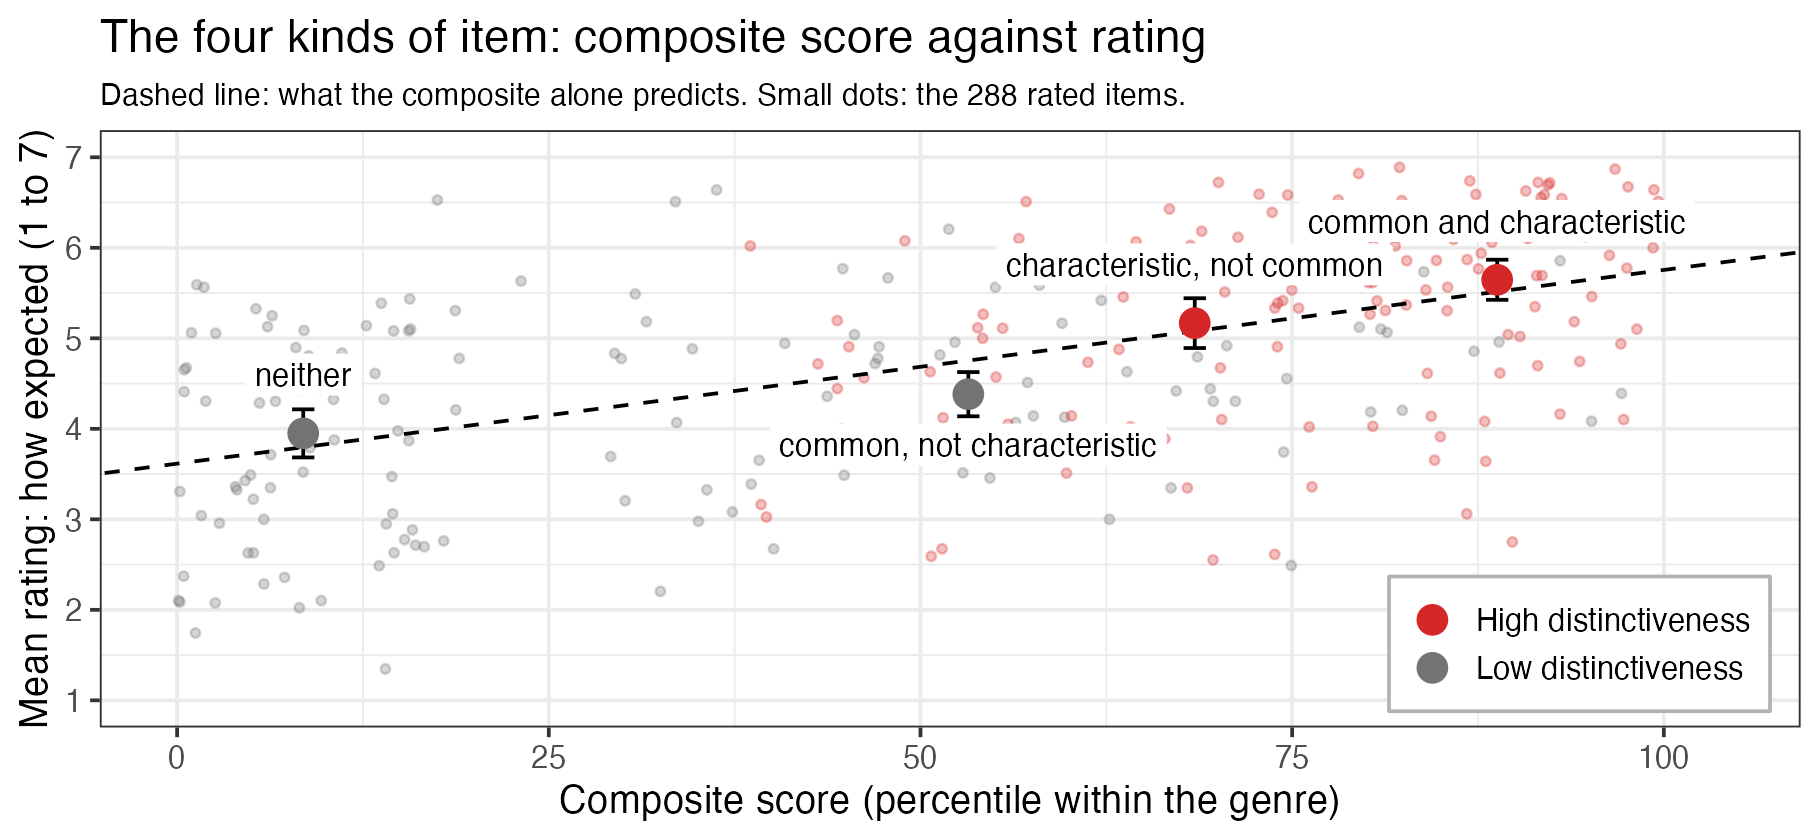 The four kinds of item: composite score against rating
Dashed line: what the composite alone predicts. Small dots: the 288 rated items.
Mean rating: how expected (1 to 7)
7
6
5
4
3
2
1
common and characteristic
characteristic, not common
neither
common, not characteristic
High distinctiveness
Low distinctiveness
0 25 50 75 100
Composite score (percentile within the genre)